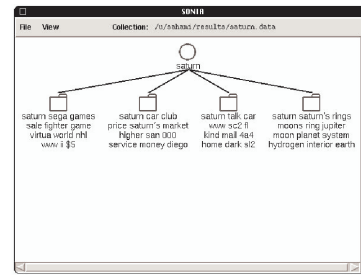 SONIA
File View Collection: /u/sahami/results/saturn.data
saturn
saturn sega games
sale fighter game
virtua world nhl
www ii $5
saturn car club
price saturn's market
higher san 000
service money diego
saturn talk car
www sc2 fl
kind mail 4a4
home dark sl2
saturn saturn's rings
moons ring jupiter
moon planet system
hydrogen interior earth